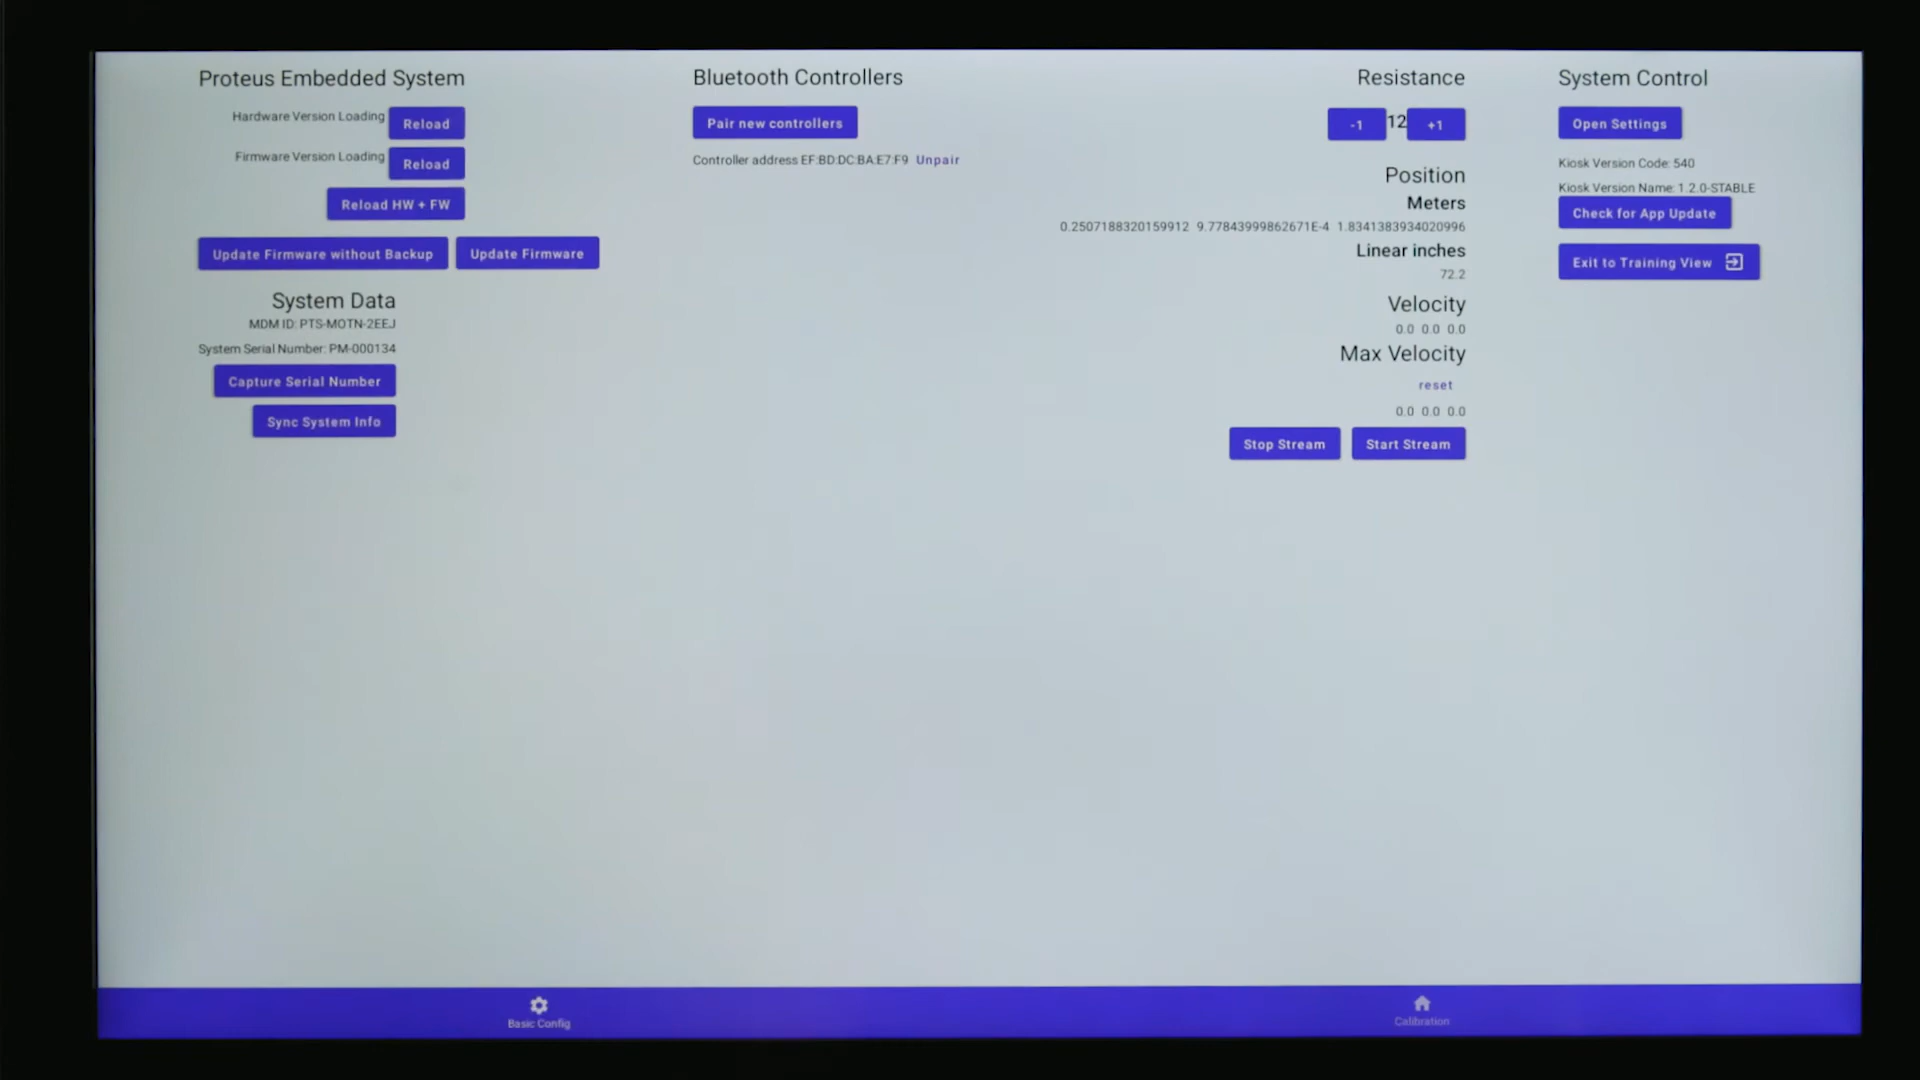 Proteus Embedded System
Hardware Version Loading Reload
Firmware Version Loading Reload
Reload HW + FW
Update Firmware without Backup Update Firmware
System Data
MDM ID: PTS-MOTN-2EEJ
System Serial Number: PM-000134
Capture Serial Number
Sync System Info
Bluetooth Controllers
Pair new controllers
Controller address EF:BD:DC:BA:E7:F9 Unpair
Resistance
-1 12 +1
Position
Meters
0.2507188320159912 9.77843999862671E-4 1.8341383934020996
Linear inches
72.2
Velocity
0.0 0.0 0.0
Max Velocity
reset
0.0 0.0 0.0
Stop Stream Start Stream
System Control
Open Settings
Kiosk Version Code: 540
Kiosk Version Name: 1.2.0-STABLE
Check for App Update
Exit to Training View
Basic Config
Calibration